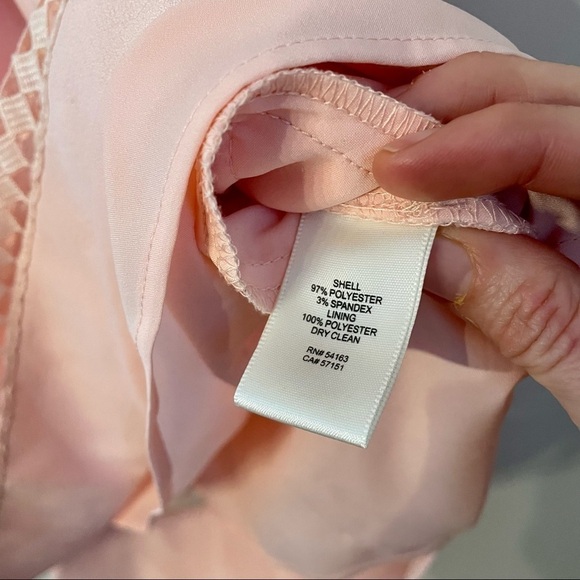 SHELL
97% POLYESTER
3% SPANDEX
LINING
100% POLYESTER
DRY CLEAN
RN# 54163
CA# 57151